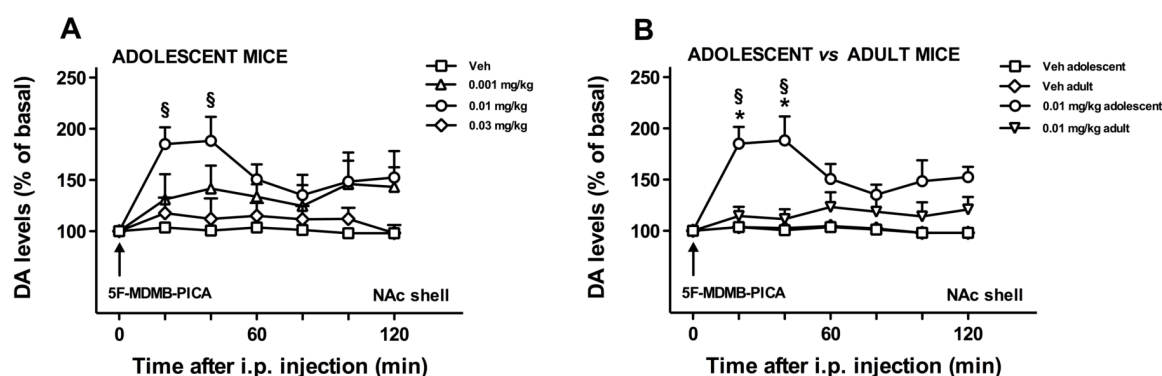 A
ADOLESCENT MICE
Veh
0.001 mg/kg
0.01 mg/kg
0.03 mg/kg
DA levels (% of basal)
250
200
150
100
§
§
5F-MDMB-PICA
NAc shell
0
60
120
Time after i.p. injection (min)
B
ADOLESCENT vs ADULT MICE
Veh adolescent
Veh adult
0.01 mg/kg adolescent
0.01 mg/kg adult
DA levels (% of basal)
250
200
150
100
§
*
§
*
5F-MDMB-PICA
NAc shell
0
60
120
Time after i.p. injection (min)